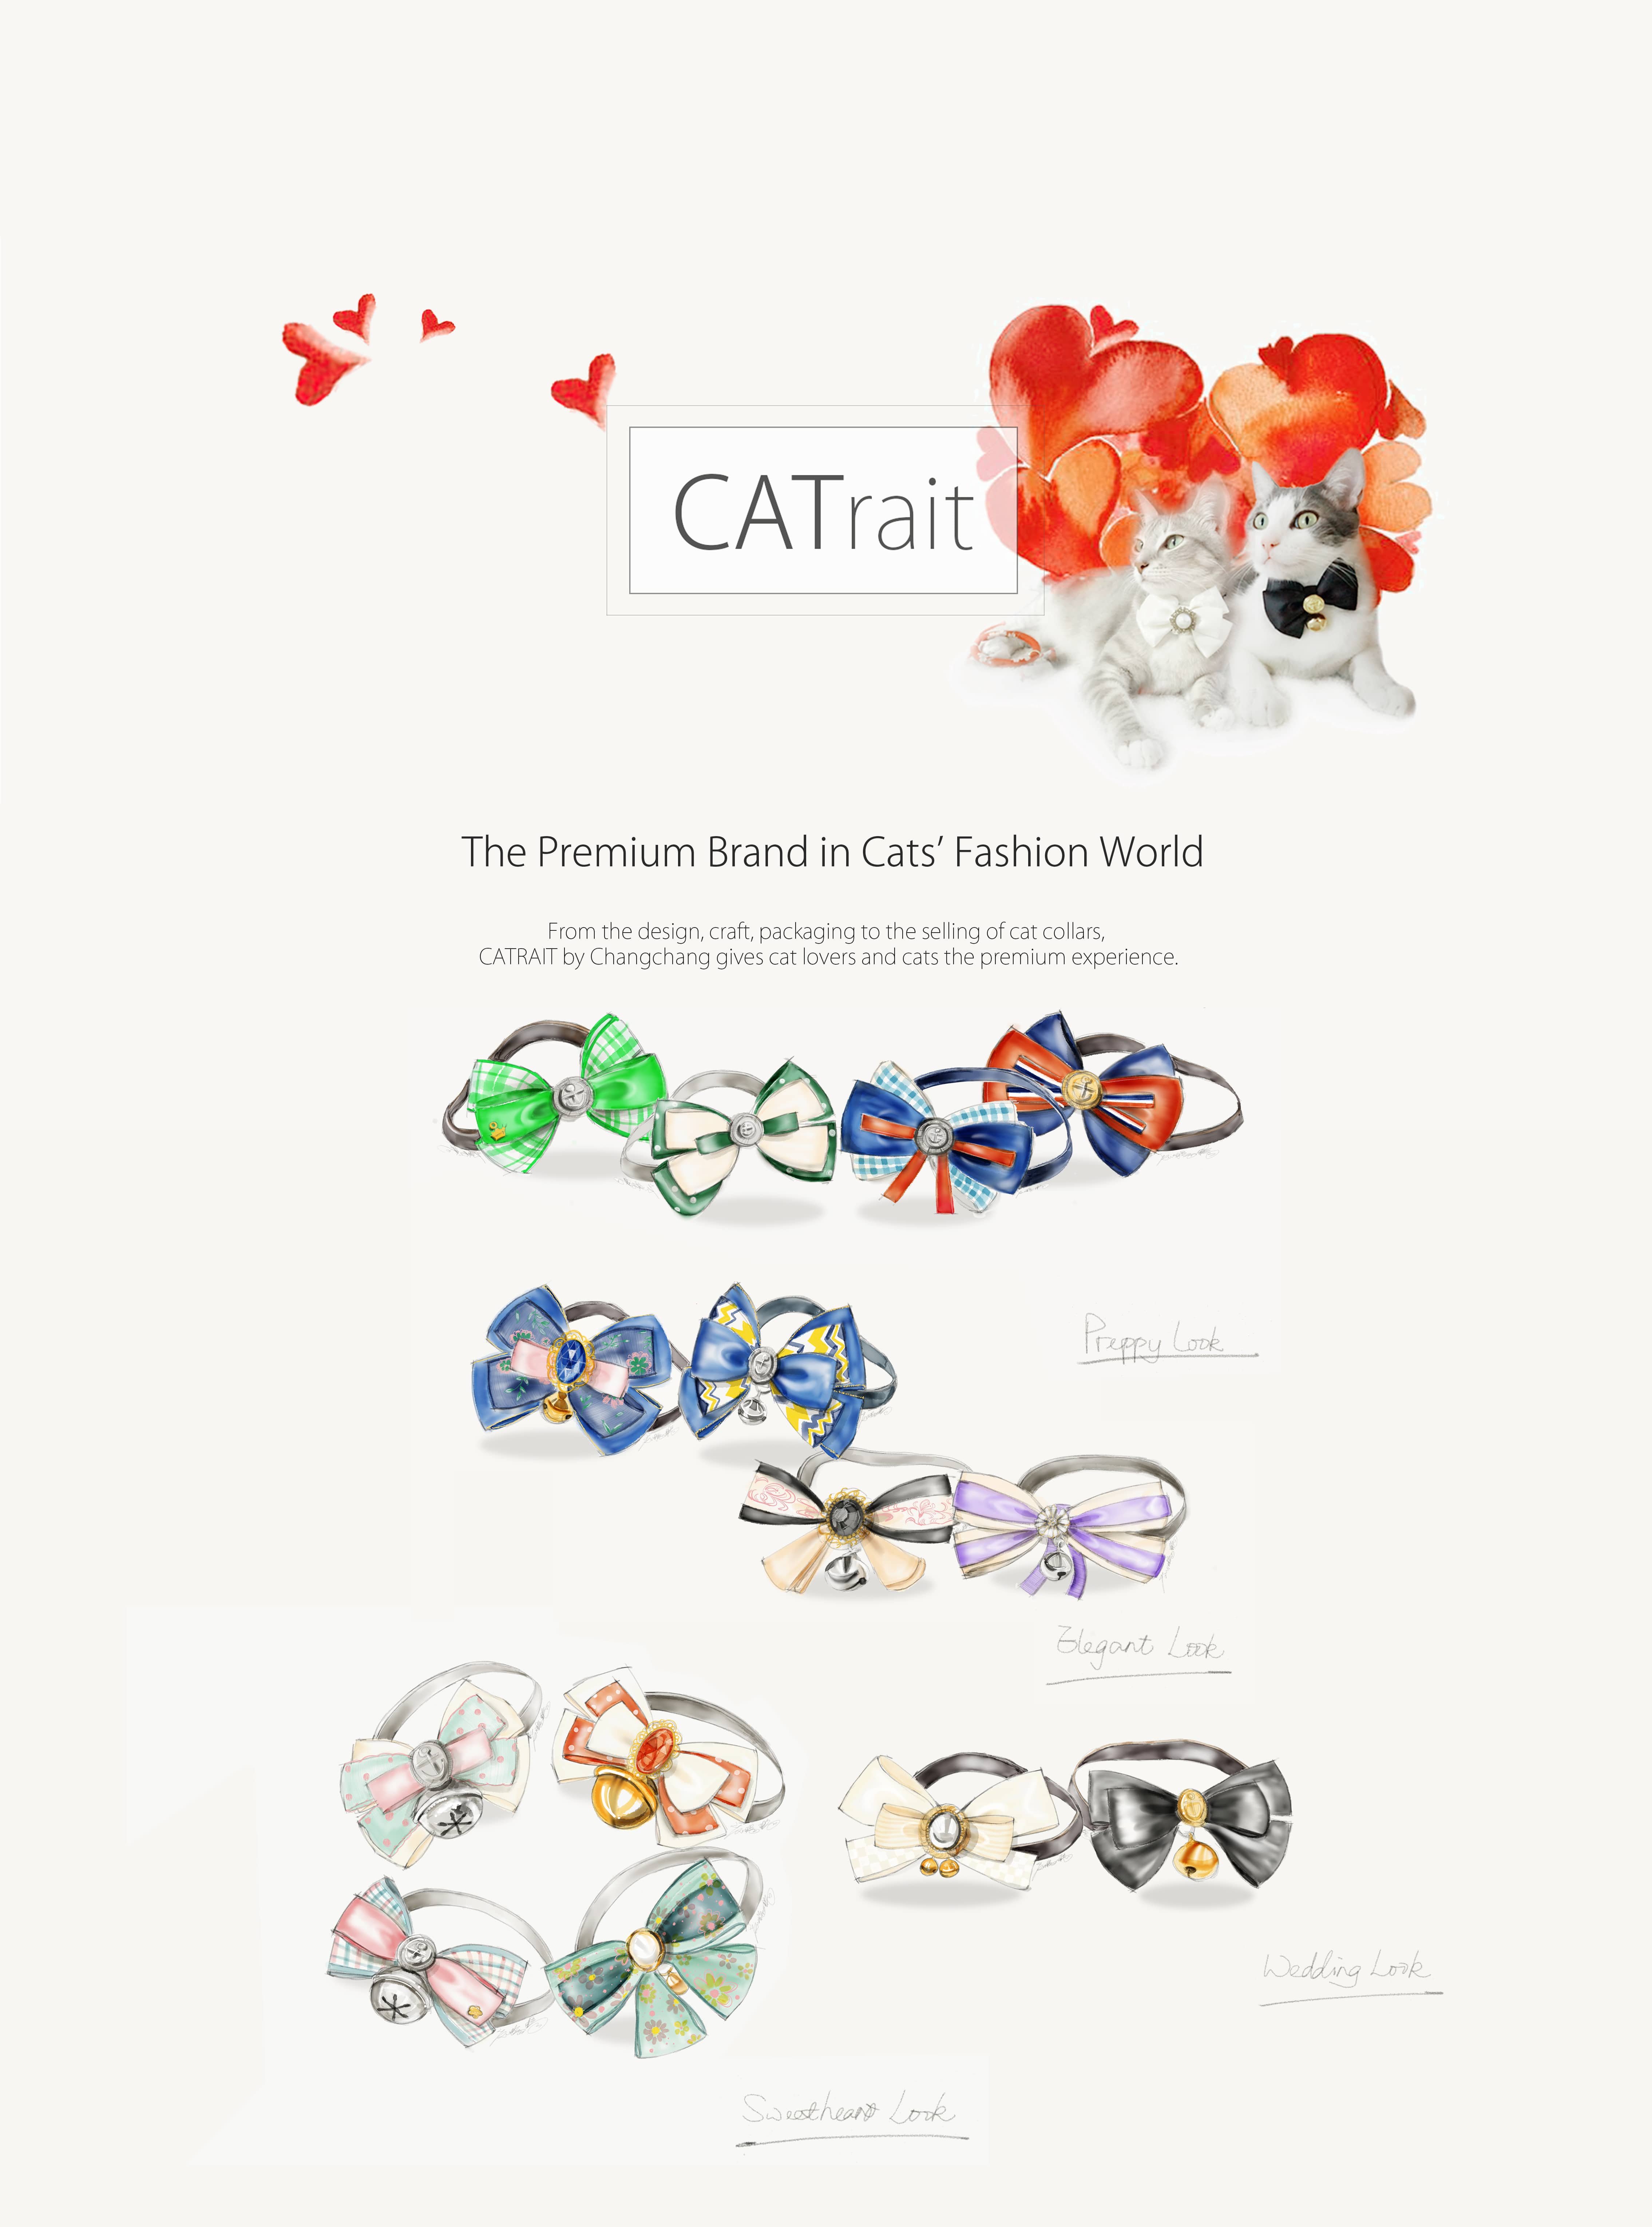 CATrait
The Premium Brand in Cats’ Fashion World
From the design, craft, packaging to the selling of cat collars,
CATRAIT by Changchang gives cat lovers and cats the premium experience.
Preppy Look
Elegant Look
Wedding Look
Sweetheart Look